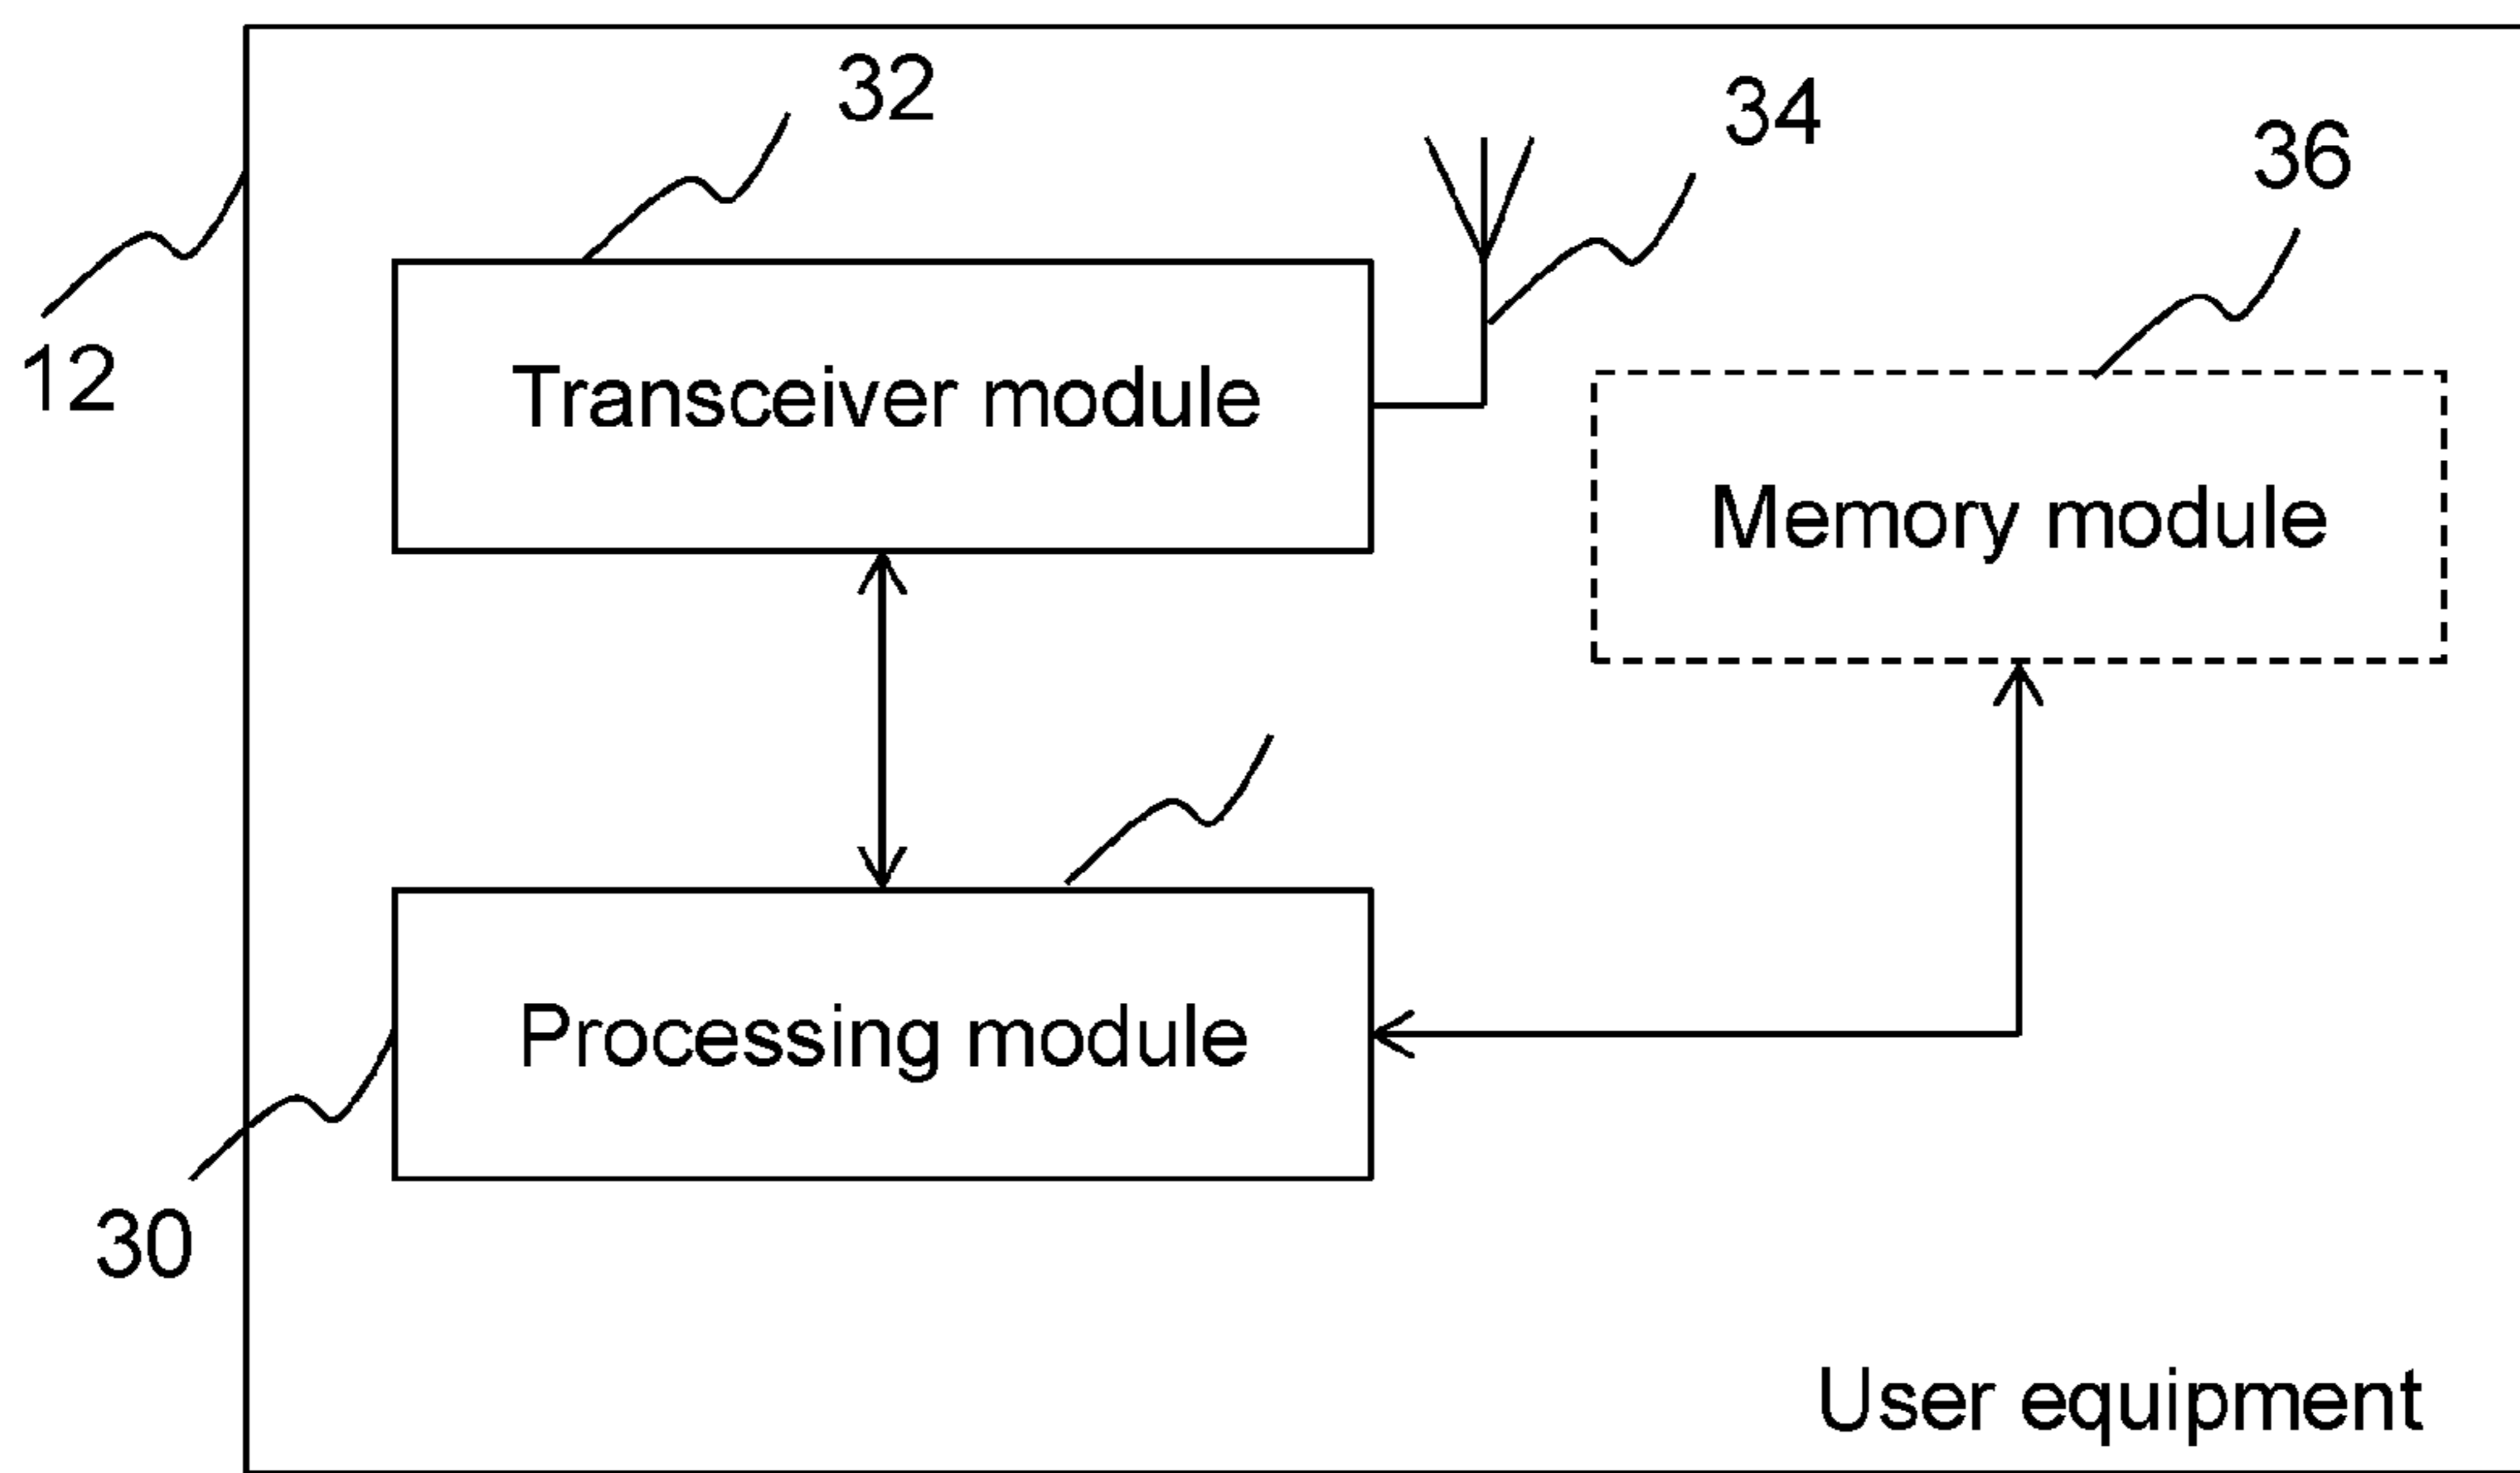 32
34
36
12
Transceiver module
Memory module
Processing module
30
User equipment